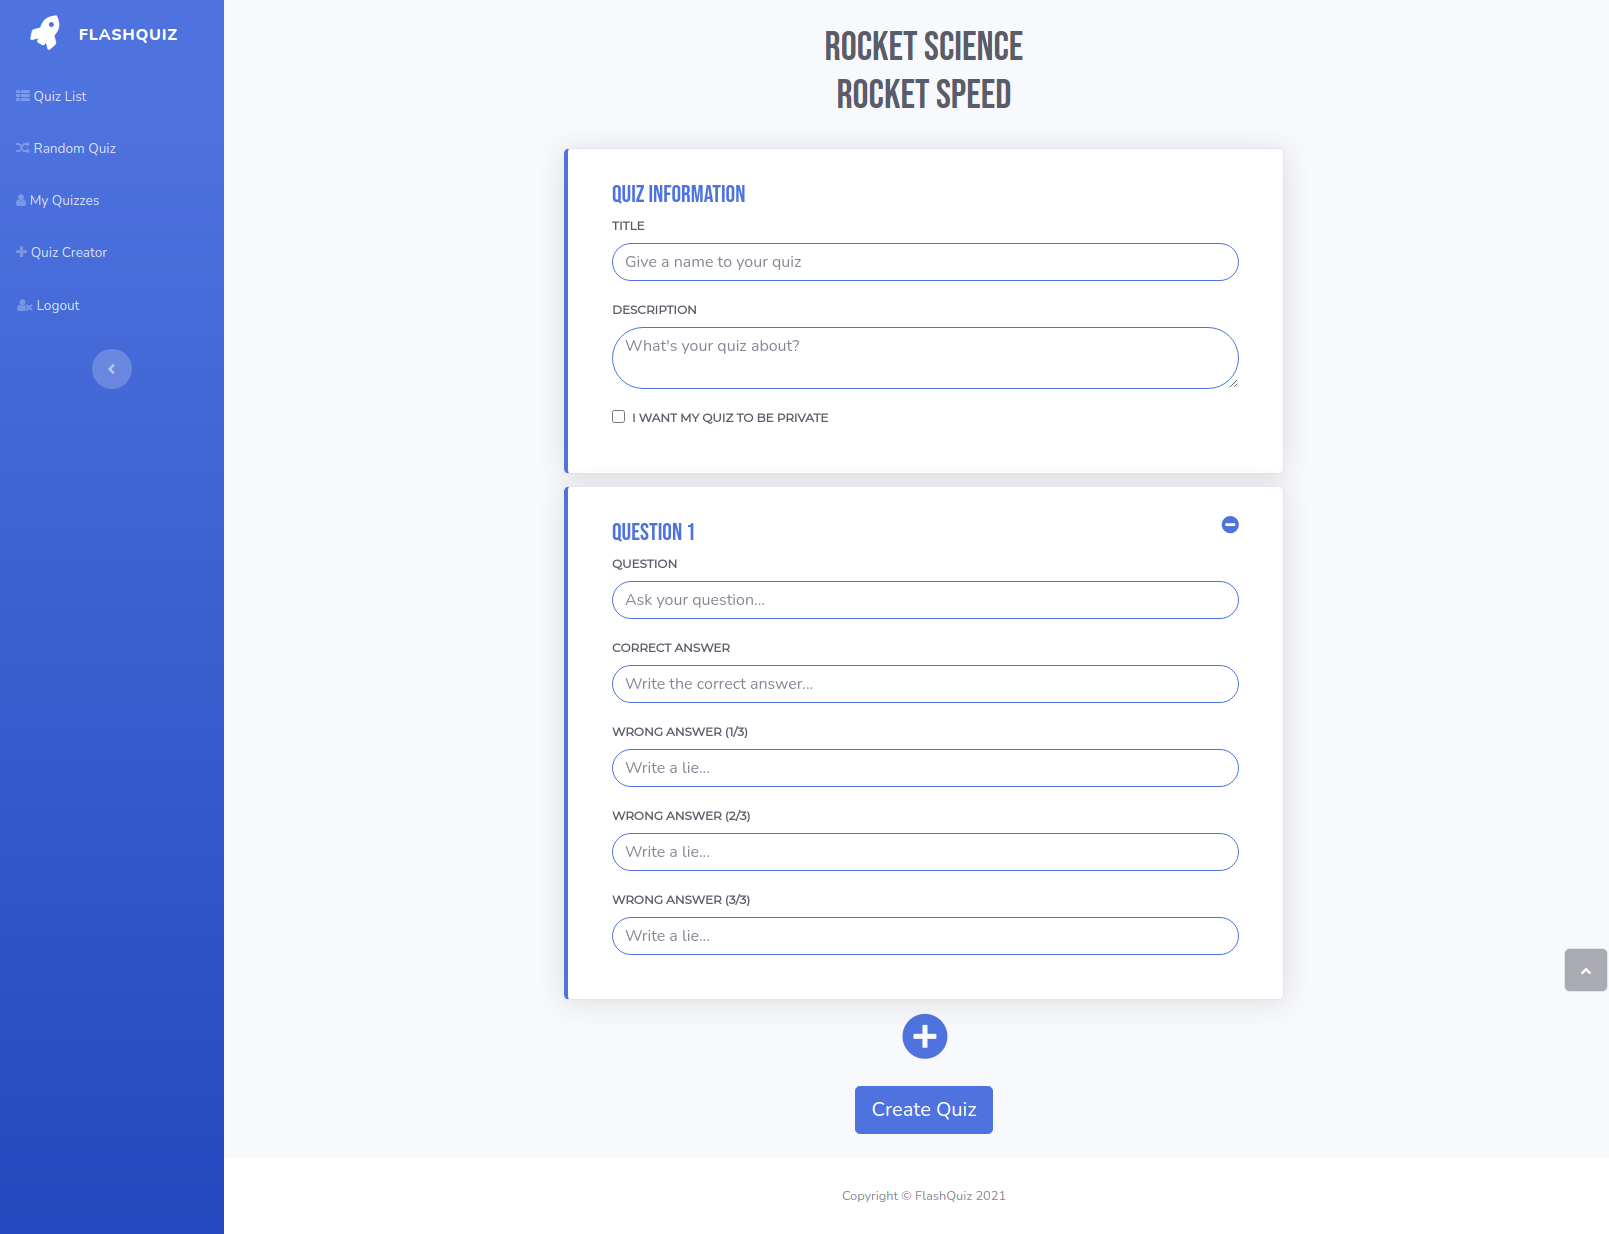 FLASHQUIZ
Quiz List
Random Quiz
My Quizzes
Quiz Creator
Logout
ROCKET SCIENCE
ROCKET SPEED
QUIZ INFORMATION
TITLE
Give a name to your quiz
DESCRIPTION
What's your quiz about?
I WANT MY QUIZ TO BE PRIVATE
QUESTION 1
QUESTION
Ask your question...
CORRECT ANSWER
Write the correct answer...
WRONG ANSWER (1/3)
Write a lie...
WRONG ANSWER (2/3)
Write a lie...
WRONG ANSWER (3/3)
Write a lie...
Create Quiz
Copyright © FlashQuiz 2021